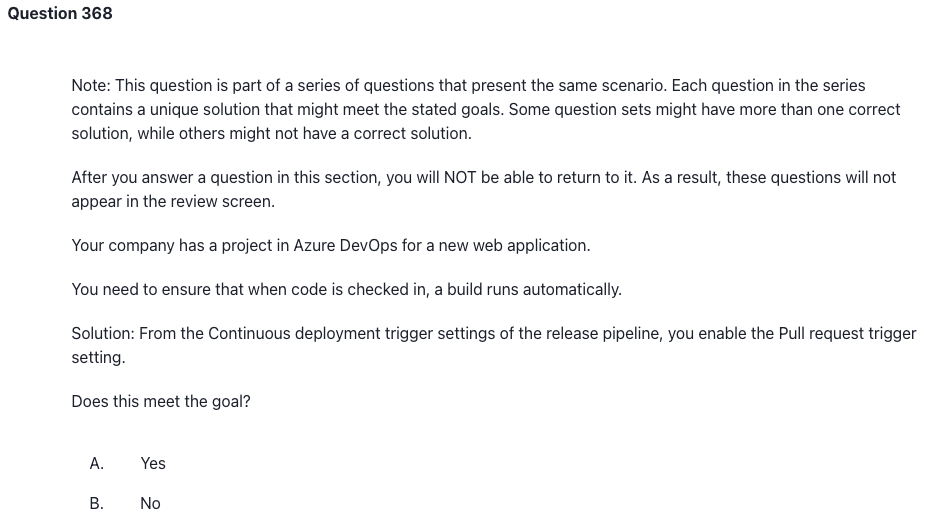 Question 368
Note: This question is part of a series of questions that present the same scenario. Each question in the series
contains a unique solution that might meet the stated goals. Some question sets might have more than one correct
solution, while others might not have a correct solution.
After you answer a question in this section, you will NOT be able to return to it. As a result, these questions will not
appear in the review screen.
Your company has a project in Azure DevOps for a new web application.
You need to ensure that when code is checked in, a build runs automatically.
Solution: From the Continuous deployment trigger settings of the release pipeline, you enable the Pull request trigger
setting.
Does this meet the goal?
A. Yes
B. No